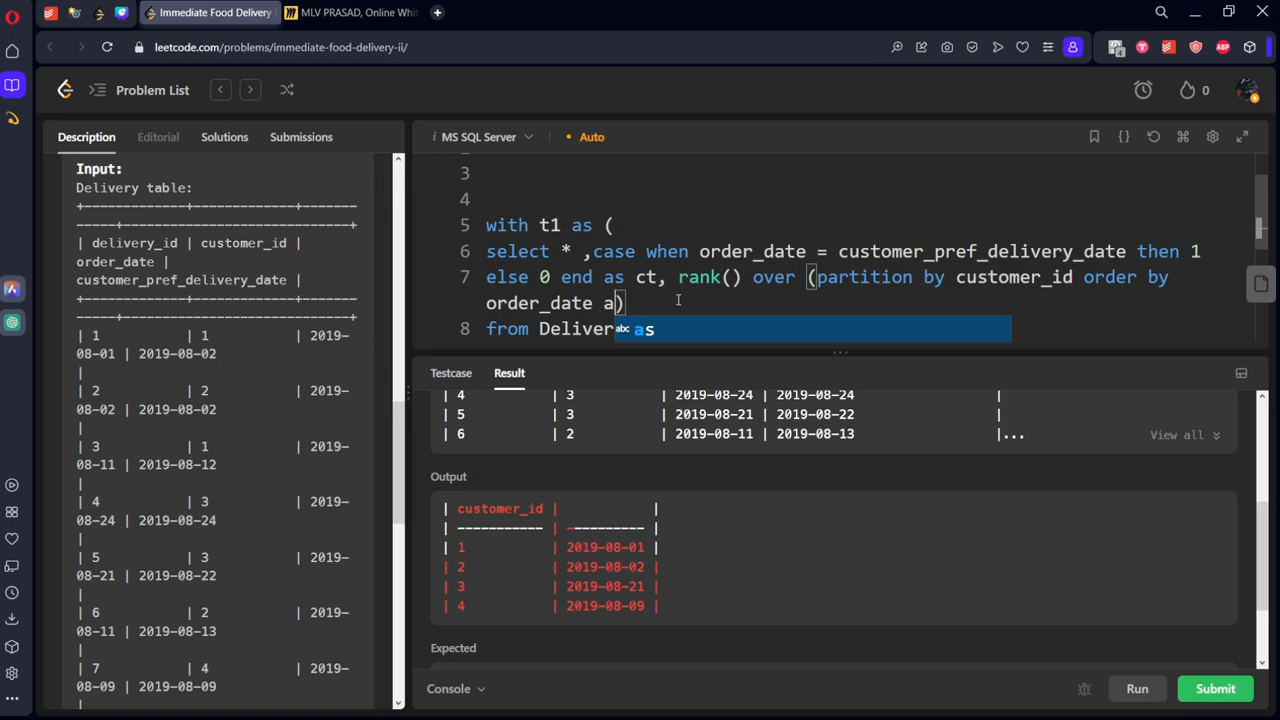 Immediate Food Delivery
MLV PRASAD, Online Whit
leetcode.com/problems/immediate-food-delivery-ii/
4
ABP
Problem List
0
Description Editorial Solutions Submissions
i MS SQL Server
• Auto
Input:
Delivery table:
+-------------+-------------+-------
-----+-----------------------------+
| delivery_id | customer_id |
order_date |
customer_pref_delivery_date |
+-------------+-------------+-------
-----+-----------------------------+
| 1 | 1 | 2019-
08-01 | 2019-08-02
|
| 2 | 2 | 2019-
08-02 | 2019-08-02
|
| 3 | 1 | 2019-
08-11 | 2019-08-12
|
| 4 | 3 | 2019-
08-24 | 2019-08-24
|
| 5 | 3 | 2019-
08-21 | 2019-08-22
|
| 6 | 2 | 2019-
08-11 | 2019-08-13
|
| 7 | 4 | 2019-
08-09 | 2019-08-09
3
4
5 with t1 as (
6 select * ,case when order_date = customer_pref_delivery_date then 1
7 else 0 end as ct, rank() over (partition by customer_id order by
order_date a)
8 from Deliver
abc as
Testcase Result
| 4 | 3 | 2019-08-24 | 2019-08-24 |
| 5 | 3 | 2019-08-21 | 2019-08-22 |
| 6 | 2 | 2019-08-11 | 2019-08-13 |...
View all
Output
| customer_id | |
| ----------- | ---------- |
| 1 | 2019-08-01 |
| 2 | 2019-08-02 |
| 3 | 2019-08-21 |
| 4 | 2019-08-09 |
Expected
Console
Run
Submit